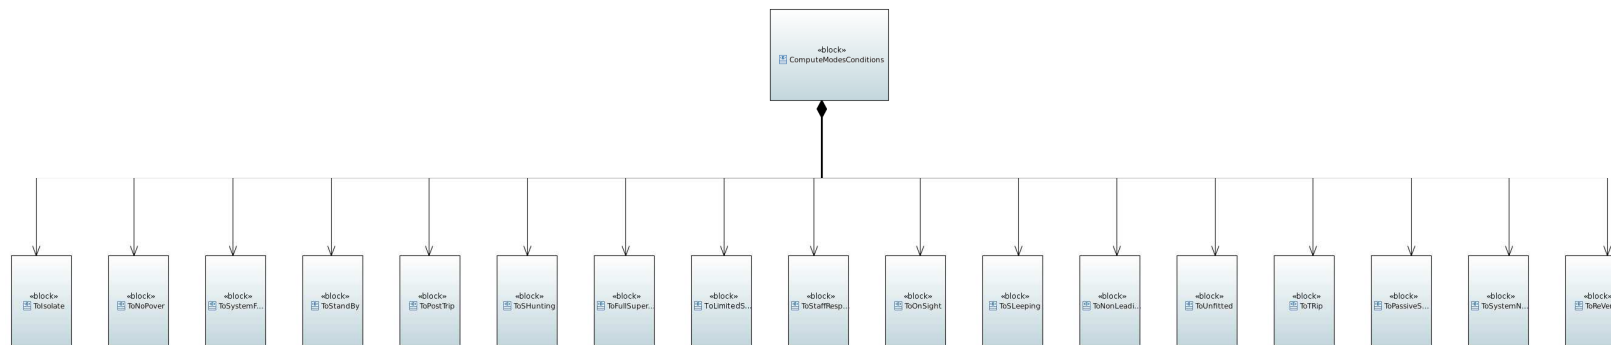 «block»
ComputeModesConditions
«block»
ToIsolate
«block»
ToNoPover
«block»
ToSystemF...
«block»
ToStandBy
«block»
ToPostTrip
«block»
ToSHunting
«block»
ToFullSuper...
«block»
ToLimitedS...
«block»
ToStaffResp...
«block»
ToOnSight
«block»
ToSLeeping
«block»
ToNonLeadi...
«block»
ToUnfitted
«block»
ToTRip
«block»
ToPassiveS...
«block»
ToSystemN...
«block»
ToReVer